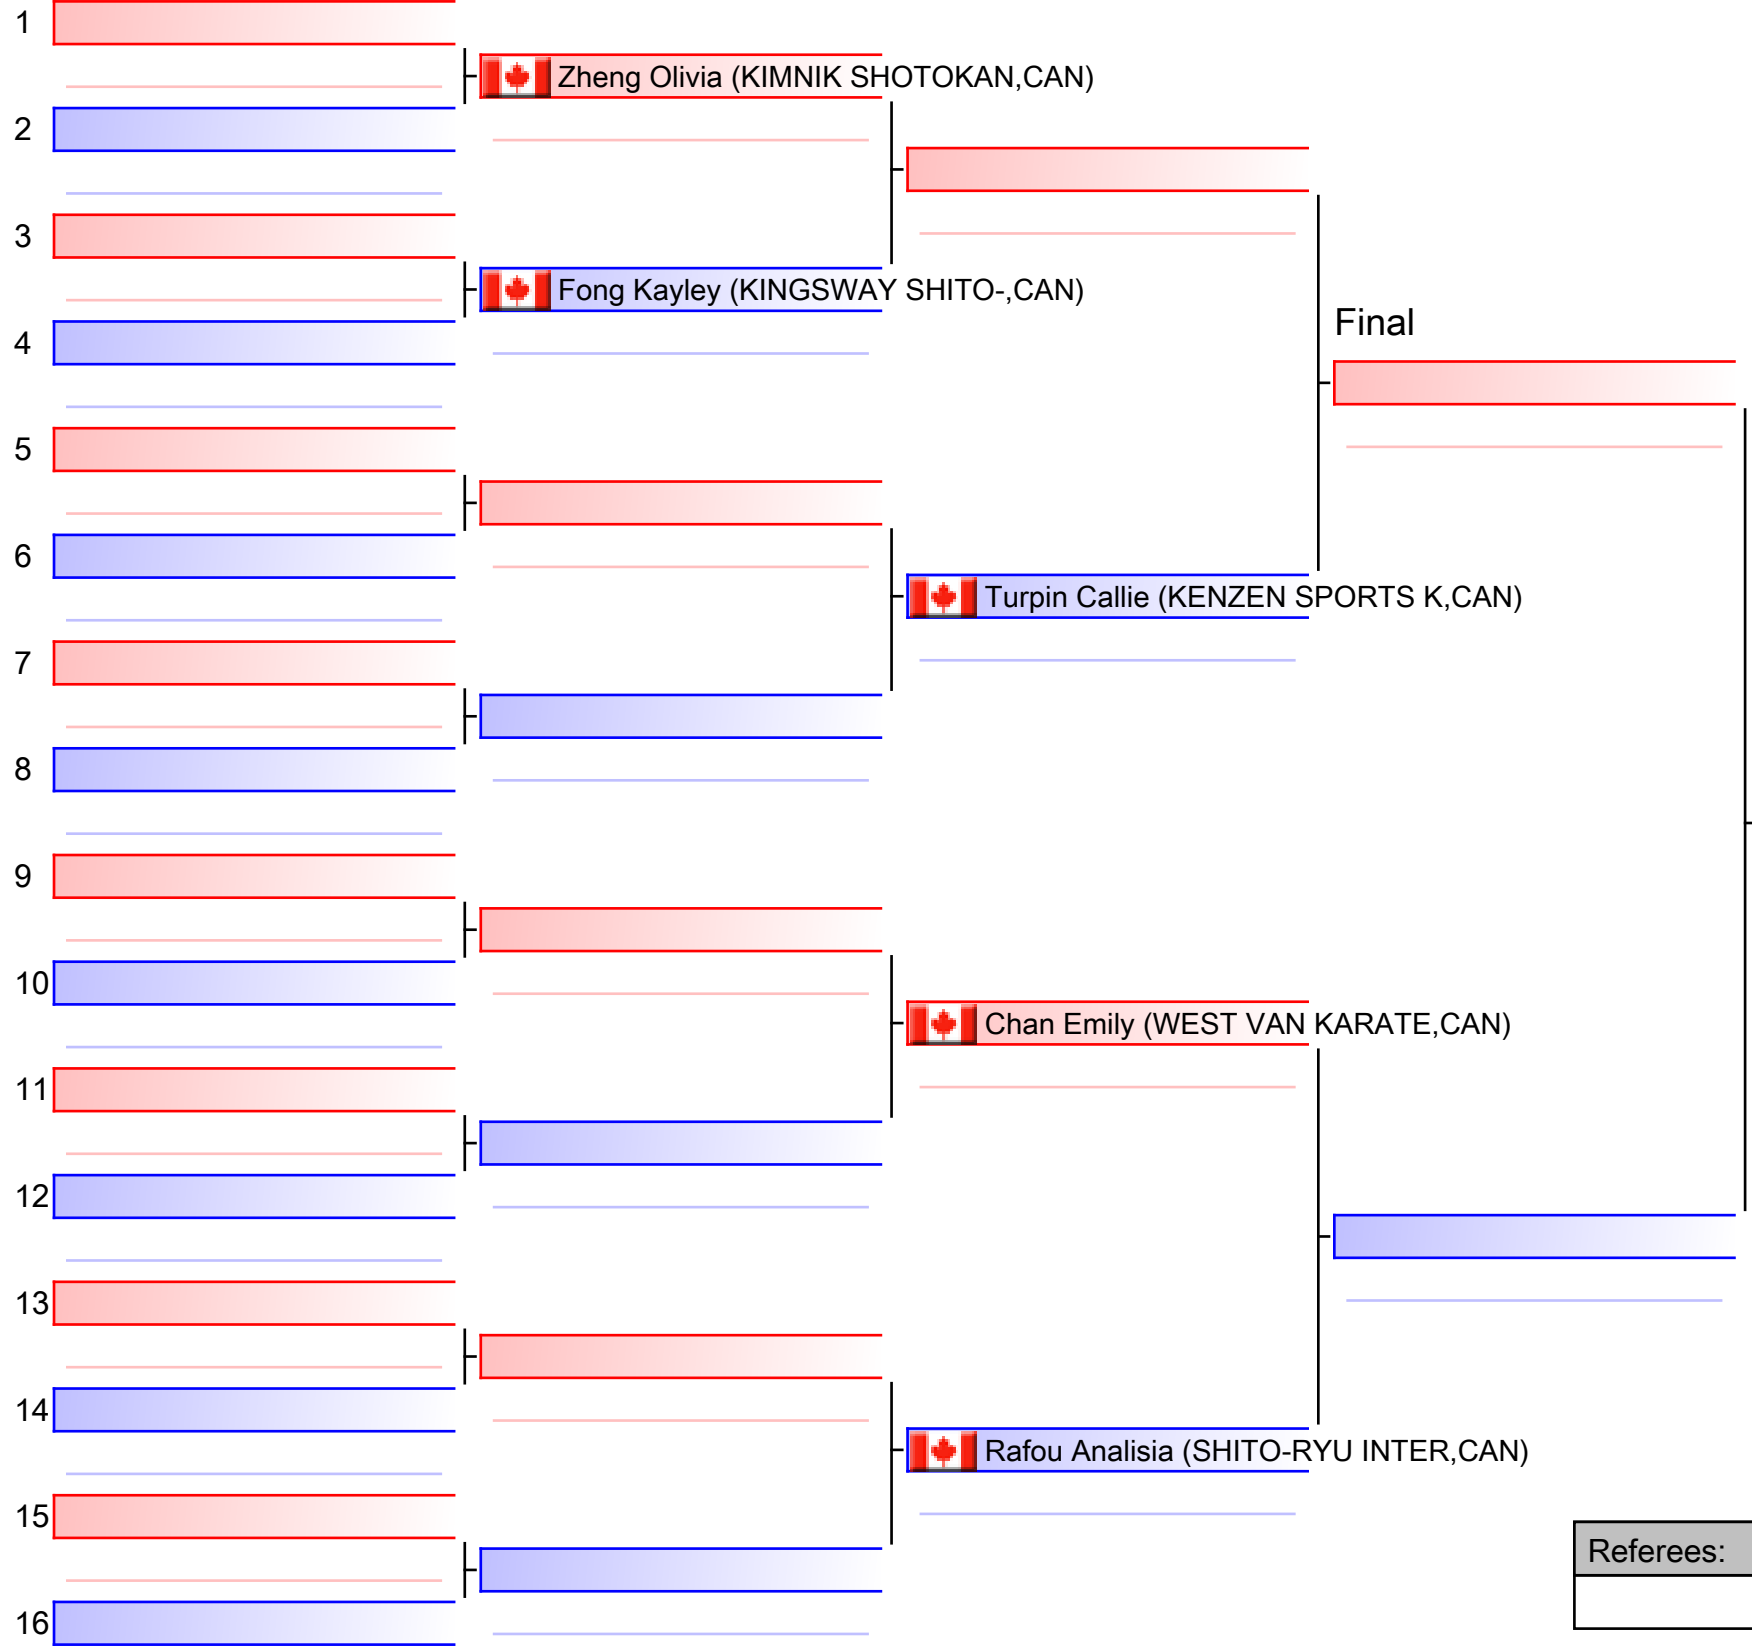 1
Zheng Olivia (KIMNIK SHOTOKAN,CAN)
2
3
Fong Kayley (KINGSWAY SHITO-,CAN)
Final
4
5
6
Turpin Callie (KENZEN SPORTS K,CAN)
7
8
9
10
Chan Emily (WEST VAN KARATE,CAN)
11
12
13
14
Rafou Analisia (SHITO-RYU INTER,CAN)
15
Referees:
16